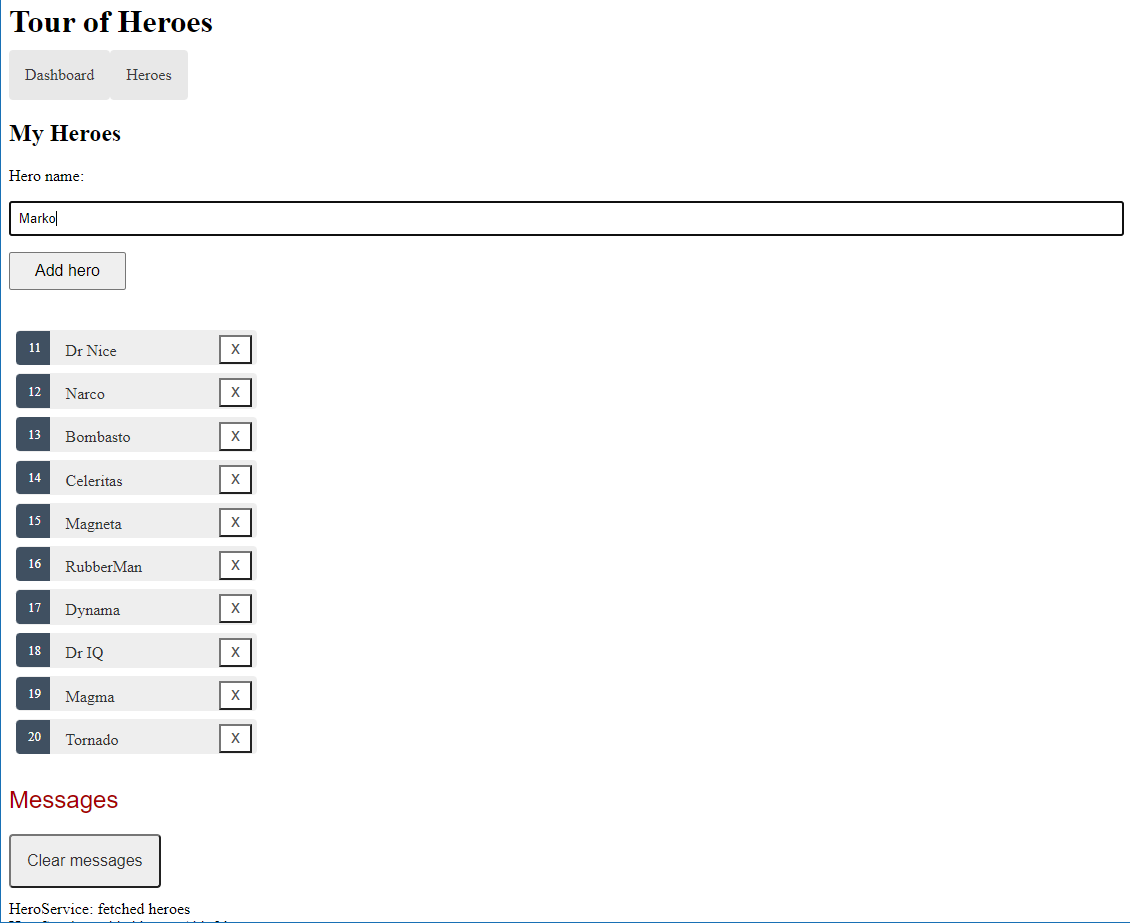 Tour of Heroes
Dashboard Heroes
My Heroes
Hero name:
Marko
Add hero
11 Dr Nice X
12 Narco X
13 Bombasto X
14 Celeritas X
15 Magneta X
16 RubberMan X
17 Dynama X
18 Dr IQ X
19 Magma X
20 Tornado X
Messages
Clear messages
HeroService: fetched heroes